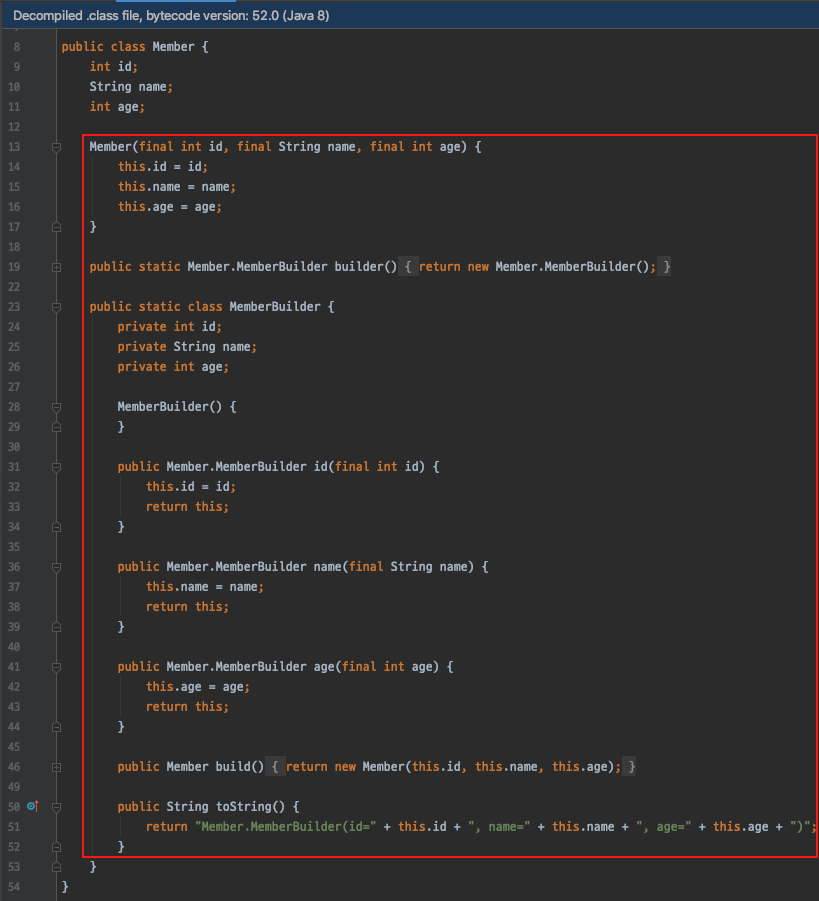 Decompiled .class file, bytecode version: 52.0 (Java 8)
8 public class Member {
9     int id;
10     String name;
11     int age;
12
13     Member(final int id, final String name, final int age) {
14         this.id = id;
15         this.name = name;
16         this.age = age;
17     }
18
19     public static Member.MemberBuilder builder() { return new Member.MemberBuilder(); }
22
23     public static class MemberBuilder {
24         private int id;
25         private String name;
26         private int age;
27
28         MemberBuilder() {
29         }
30
31         public Member.MemberBuilder id(final int id) {
32             this.id = id;
33             return this;
34         }
35
36         public Member.MemberBuilder name(final String name) {
37             this.name = name;
38             return this;
39         }
40
41         public Member.MemberBuilder age(final int age) {
42             this.age = age;
43             return this;
44         }
45
46         public Member build() { return new Member(this.id, this.name, this.age); }
49
50         public String toString() {
51             return "Member.MemberBuilder(id=" + this.id + ", name=" + this.name + ", age=" + this.age + ")";
52         }
53     }
54 }